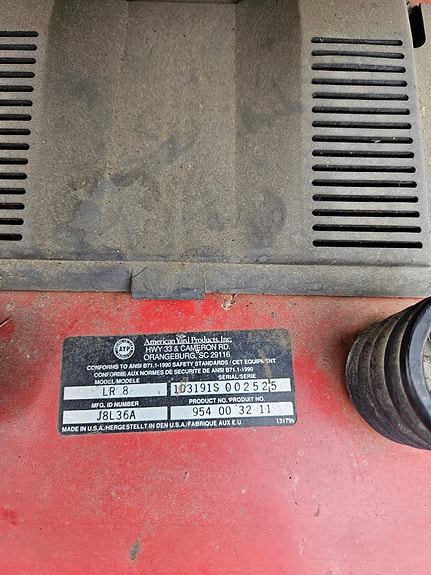 AYP
American Yard Products, Inc.
HWY 33 & CAMERON RD.
ORANGEBURG, SC 29116
CONFORMS TO ANSI B71.1-1990 SAFETY STANDARDS / CET EQUIPMENT
CONFORME AUX NORMES DE SECURITE DE ANSI B71.1-1990
MODEL/MODELE SERIAL/SERIE
LR 8 103191S 002525
MFG. ID NUMBER PRODUCT NO./PRODUIT NO.
J8L36A 954 00 32 11
MADE IN U.S.A./HERGESTELLT IN DEN U.S.A./FABRIQUE AUX E.U
131796